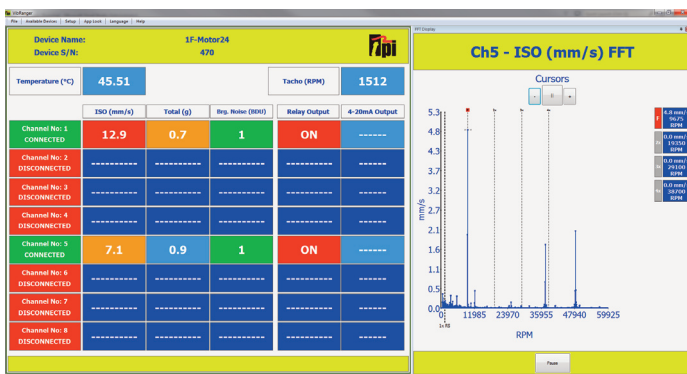 VibRanger
File Available Devices Setup App Lock Language Help
Device Name: 1F-Motor24
Device S/N: 470
TPI
Temperature (°C) 45.51 Tacho (RPM) 1512
ISO (mm/s) Total (g) Brg. Noise (BDU) Relay Output 4-20mA Output
Channel No: 1
CONNECTED
12.9 0.7 1 ON ------
Channel No: 2
DISCONNECTED
---------- ---------- ---------- ---------- ----------
Channel No: 3
DISCONNECTED
---------- ---------- ---------- ---------- ----------
Channel No: 4
DISCONNECTED
---------- ---------- ---------- ---------- ----------
Channel No: 5
CONNECTED
7.1 0.9 1 ON ------
Channel No: 6
DISCONNECTED
---------- ---------- ---------- ---------- ----------
Channel No: 7
DISCONNECTED
---------- ---------- ---------- ---------- ----------
Channel No: 8
DISCONNECTED
---------- ---------- ---------- ---------- ----------
FFT Display
Ch5 - ISO (mm/s) FFT
Cursors
- +
5.3
4.8
4.3
3.7
3.2
2.7
2.1
1.6
1.1
0.5
0.0
mm/s
0 11985 23970 35955 47940 59925
1x RS
RPM
F 4.8 mm/
9675
RPM
0.0 mm/
19350
RPM
0.0 mm/
29100
RPM
0.0 mm/
38700
RPM
Pause